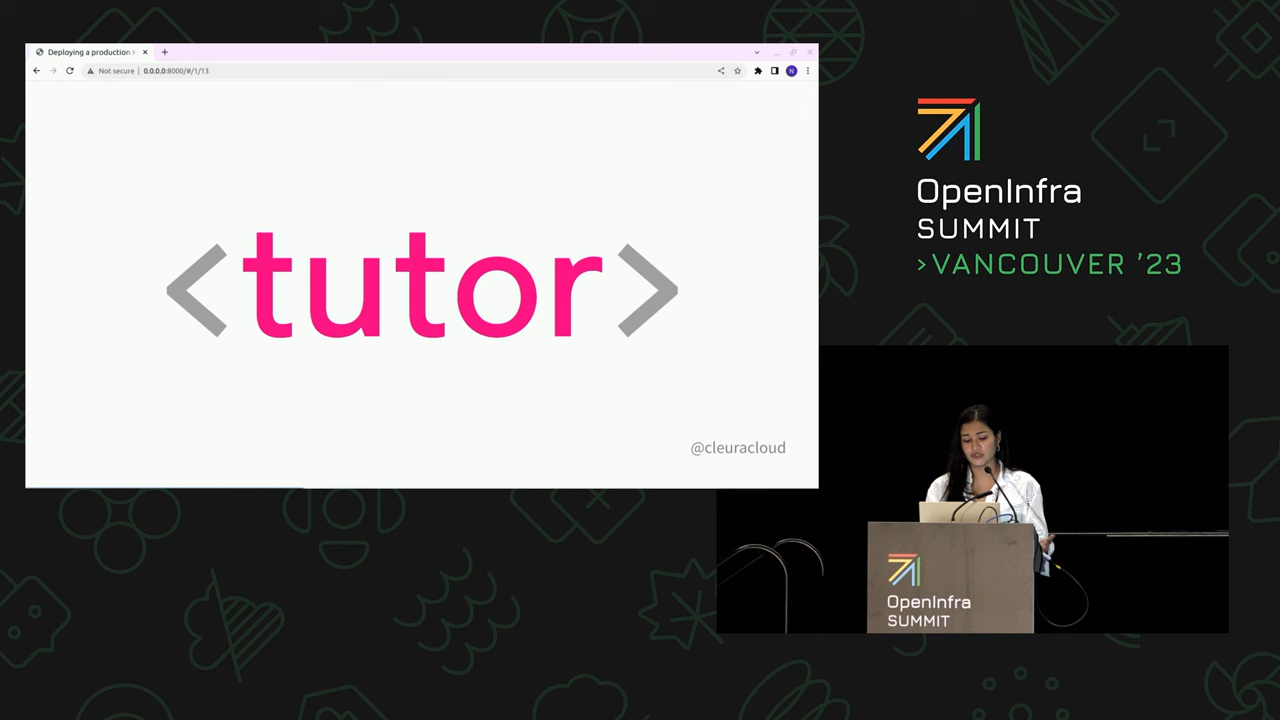 Deploying a production
Not secure
0.0.0.0:8000/#/1/13
N
<tutor>
@cleuracloud
OpenInfra
SUMMIT
>VANCOUVER '23
OpenInfra
SUMMIT